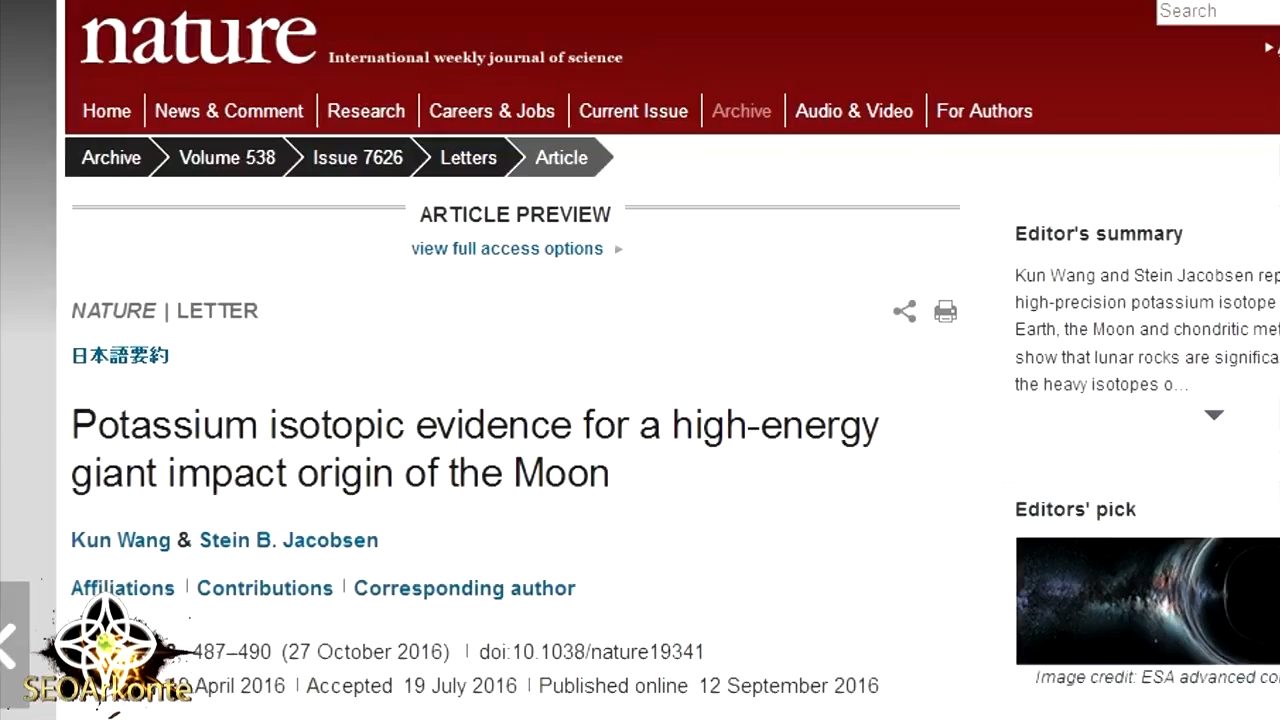 nature
International weekly journal of science
Search
Home
News & Comment
Research
Careers & Jobs
Current Issue
Archive
Audio & Video
For Authors
Archive
Volume 538
Issue 7626
Letters
Article
ARTICLE PREVIEW
view full access options
NATURE | LETTER
日本語要約
Potassium isotopic evidence for a high-energy
giant impact origin of the Moon
Kun Wang & Stein B. Jacobsen
Affiliations
Contributions
Corresponding author
487–490 (27 October 2016) doi:10.1038/nature19341
April 2016 Accepted 19 July 2016 Published online 12 September 2016
SEOArkonte
Editor's summary
Kun Wang and Stein Jacobsen rep
high-precision potassium isotope
Earth, the Moon and chondritic met
show that lunar rocks are significa
the heavy isotopes o...
Editors' pick
Image credit: ESA advanced co